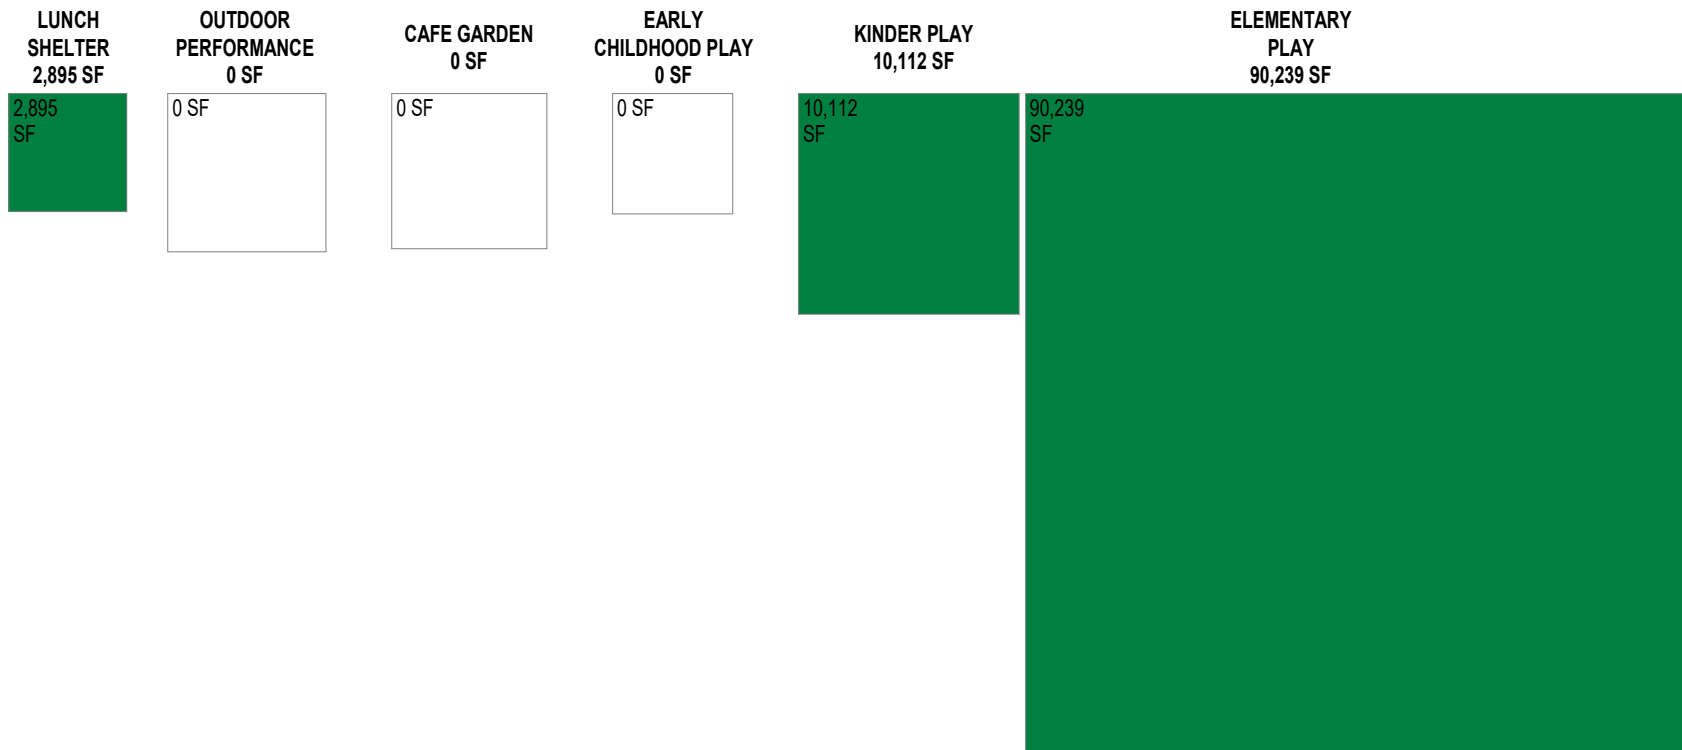 LUNCH
SHELTER
2,895 SF
OUTDOOR
PERFORMANCE
0 SF
CAFE GARDEN
0 SF
EARLY
CHILDHOOD PLAY
0 SF
KINDER PLAY
10,112 SF
ELEMENTARY
PLAY
90,239 SF
2,895
SF
0 SF
0 SF
0 SF
10,112
SF
90,239
SF